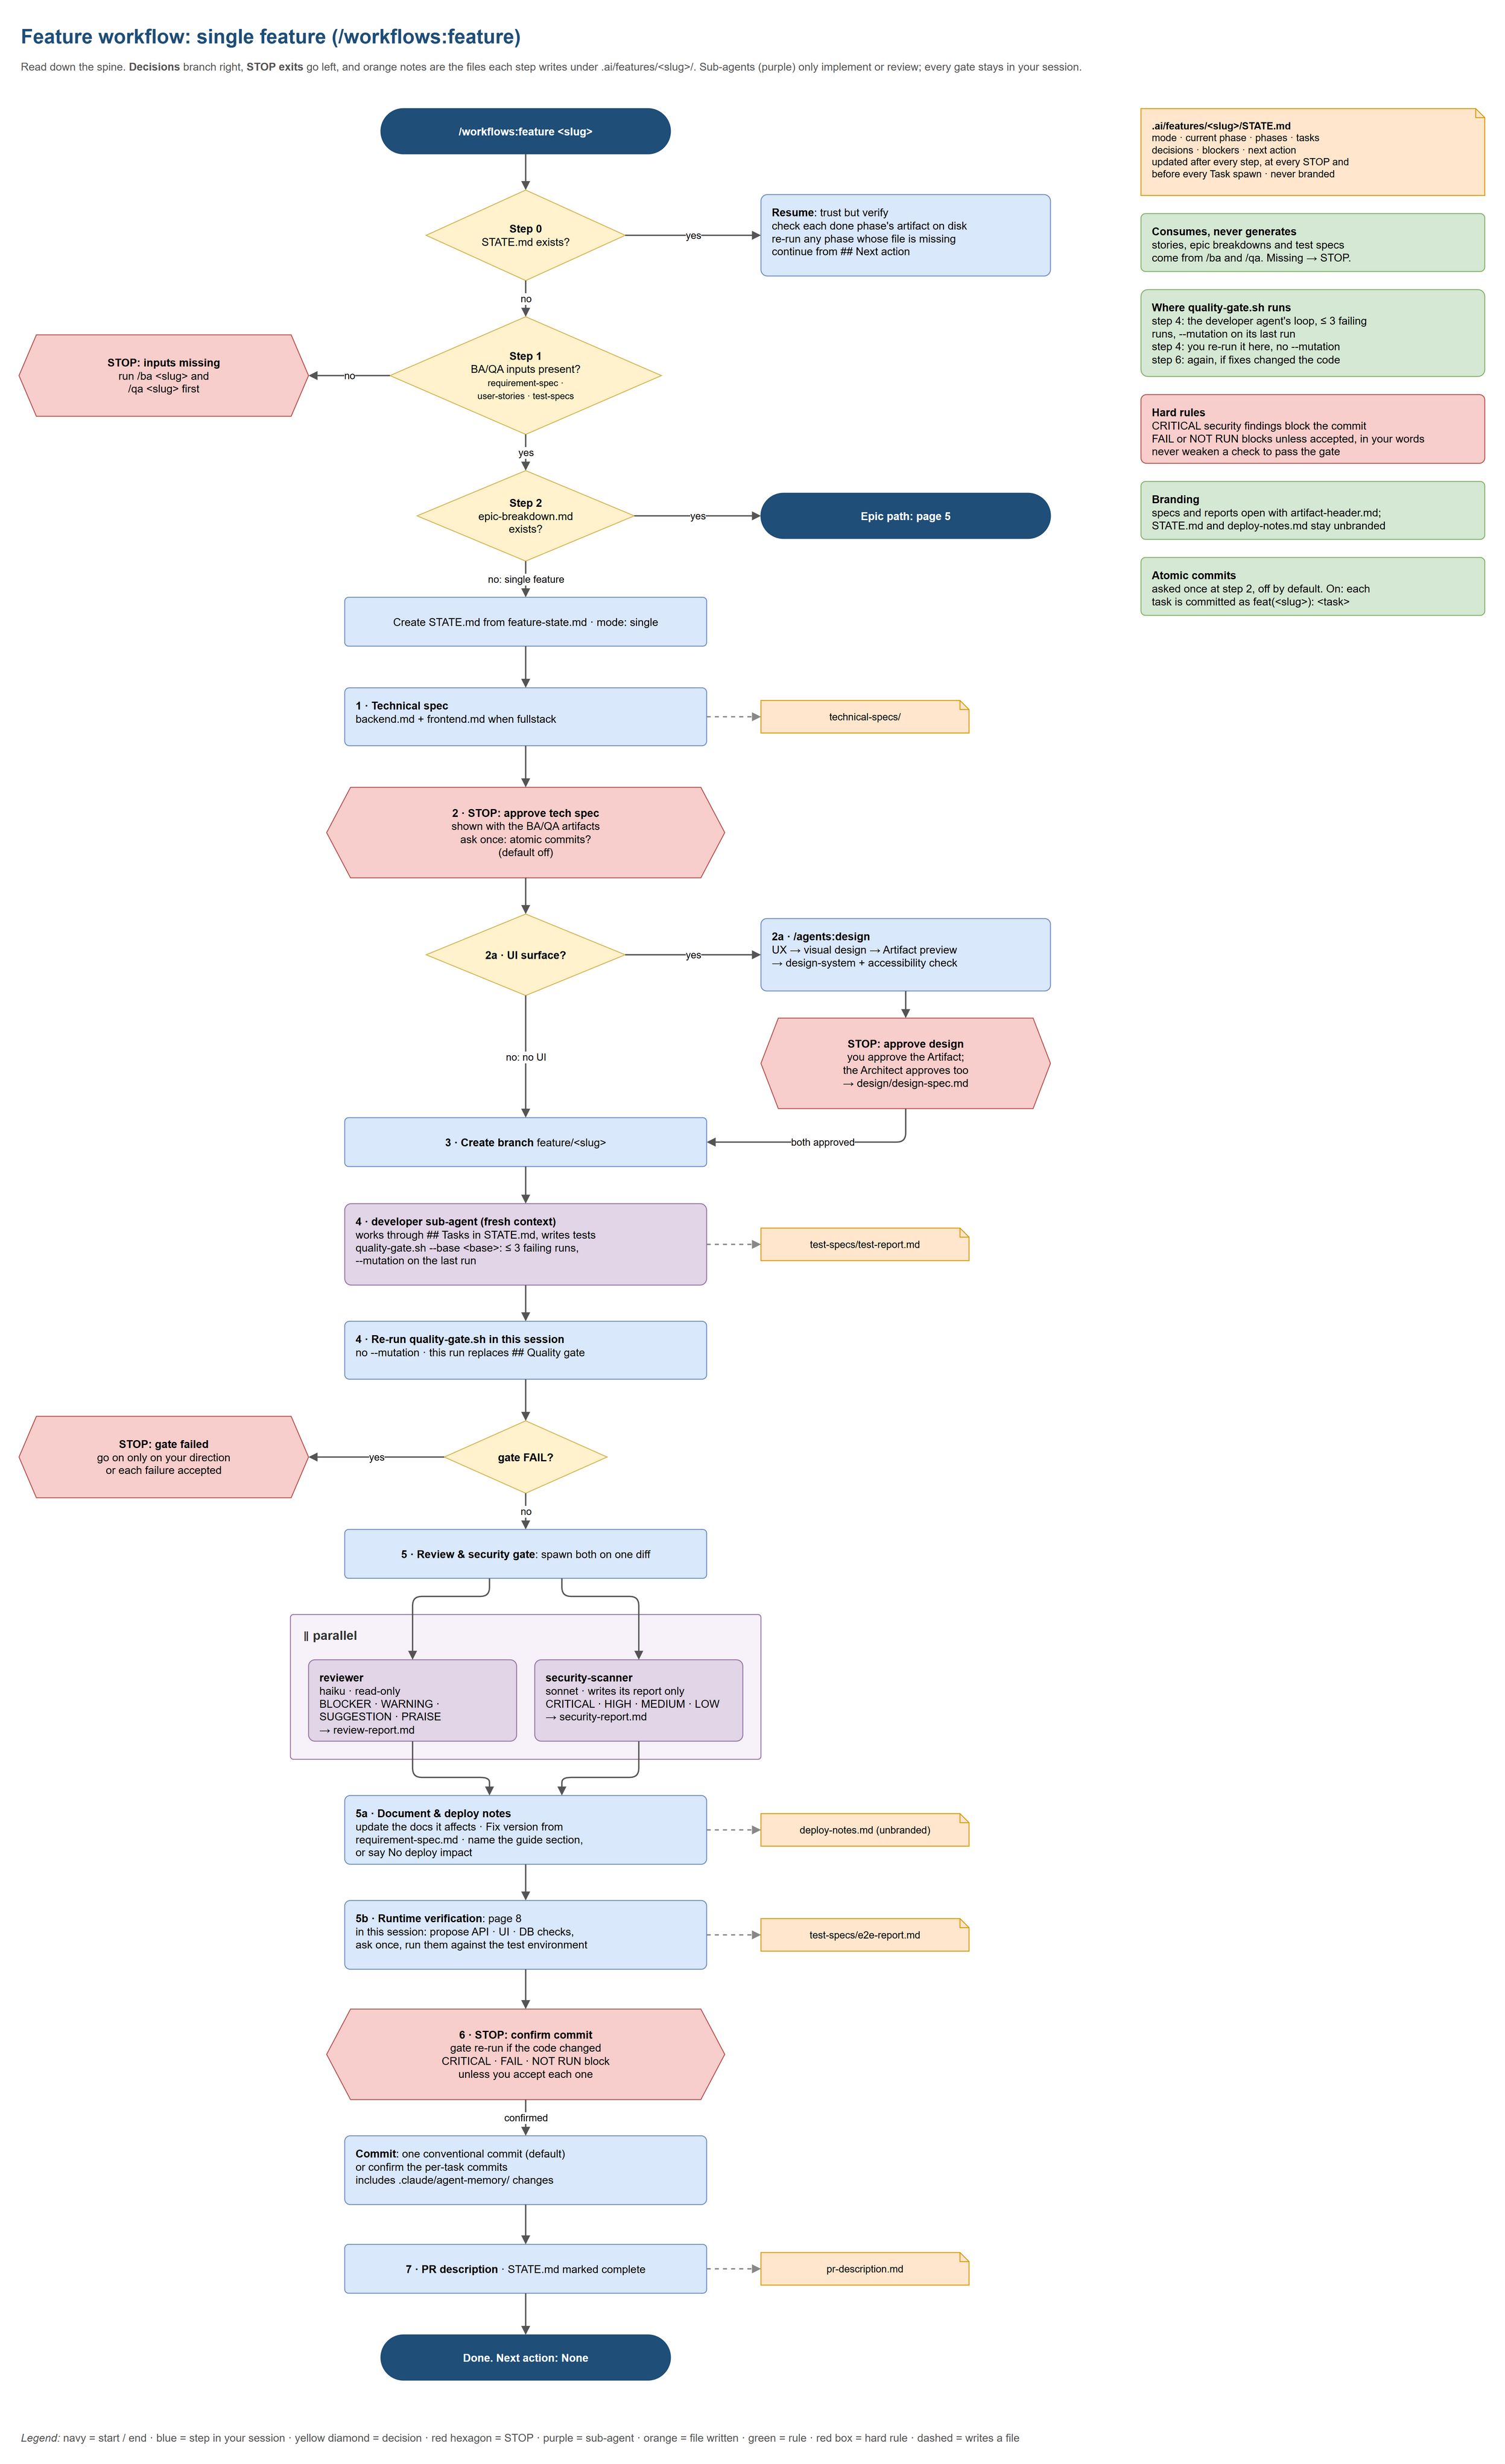 Feature workflow: single feature (/workflows:feature)
Read down the spine. Decisions branch right, STOP exits go left, and orange notes are the files each step writes under .ai/features/<slug>/. Sub-agents (purple) only implement or review; every gate stays in your session.
/workflows:feature <slug>
.ai/features/<slug>/STATE.md
mode · current phase · phases · tasks
decisions · blockers · next action
updated after every step, at every STOP and
before every Task spawn · never branded
Step 0
STATE.md exists?
yes
Resume: trust but verify
check each done phase's artifact on disk
re-run any phase whose file is missing
continue from ## Next action
Consumes, never generates
stories, epic breakdowns and test specs
come from /ba and /qa. Missing → STOP.
no
Where quality-gate.sh runs
step 4: the developer agent's loop, ≤ 3 failing
runs, --mutation on its last run
step 4: you re-run it here, no --mutation
step 6: again, if fixes changed the code
STOP: inputs missing
run /ba <slug> and
/qa <slug> first
no
Step 1
BA/QA inputs present?
requirement-spec ·
user-stories · test-specs
Hard rules
CRITICAL security findings block the commit
FAIL or NOT RUN blocks unless accepted, in your words
never weaken a check to pass the gate
yes
Step 2
epic-breakdown.md
exists?
yes
Epic path: page 5
Branding
specs and reports open with artifact-header.md;
STATE.md and deploy-notes.md stay unbranded
no: single feature
Atomic commits
asked once at step 2, off by default. On: each
task is committed as feat(<slug>): <task>
Create STATE.md from feature-state.md · mode: single
1 · Technical spec
backend.md + frontend.md when fullstack
technical-specs/
2 · STOP: approve tech spec
shown with the BA/QA artifacts
ask once: atomic commits?
(default off)
2a · UI surface?
yes
2a · /agents:design
UX → visual design → Artifact preview
→ design-system + accessibility check
no: no UI
STOP: approve design
you approve the Artifact;
the Architect approves too
→ design/design-spec.md
3 · Create branch feature/<slug>
both approved
4 · developer sub-agent (fresh context)
works through ## Tasks in STATE.md, writes tests
quality-gate.sh --base <base>: ≤ 3 failing runs,
--mutation on the last run
test-specs/test-report.md
4 · Re-run quality-gate.sh in this session
no --mutation · this run replaces ## Quality gate
STOP: gate failed
go on only on your direction
or each failure accepted
yes
gate FAIL?
no
5 · Review & security gate: spawn both on one diff
∥ parallel
reviewer
haiku · read-only
BLOCKER · WARNING ·
SUGGESTION · PRAISE
→ review-report.md
security-scanner
sonnet · writes its report only
CRITICAL · HIGH · MEDIUM · LOW
→ security-report.md
5a · Document & deploy notes
update the docs it affects · Fix version from
requirement-spec.md · name the guide section,
or say No deploy impact
deploy-notes.md (unbranded)
5b · Runtime verification: page 8
in this session: propose API · UI · DB checks,
ask once, run them against the test environment
test-specs/e2e-report.md
6 · STOP: confirm commit
gate re-run if the code changed
CRITICAL · FAIL · NOT RUN block
unless you accept each one
confirmed
Commit: one conventional commit (default)
or confirm the per-task commits
includes .claude/agent-memory/ changes
7 · PR description · STATE.md marked complete
pr-description.md
Done. Next action: None
Legend: navy = start / end · blue = step in your session · yellow diamond = decision · red hexagon = STOP · purple = sub-agent · orange = file written · green = rule · red box = hard rule · dashed = writes a file